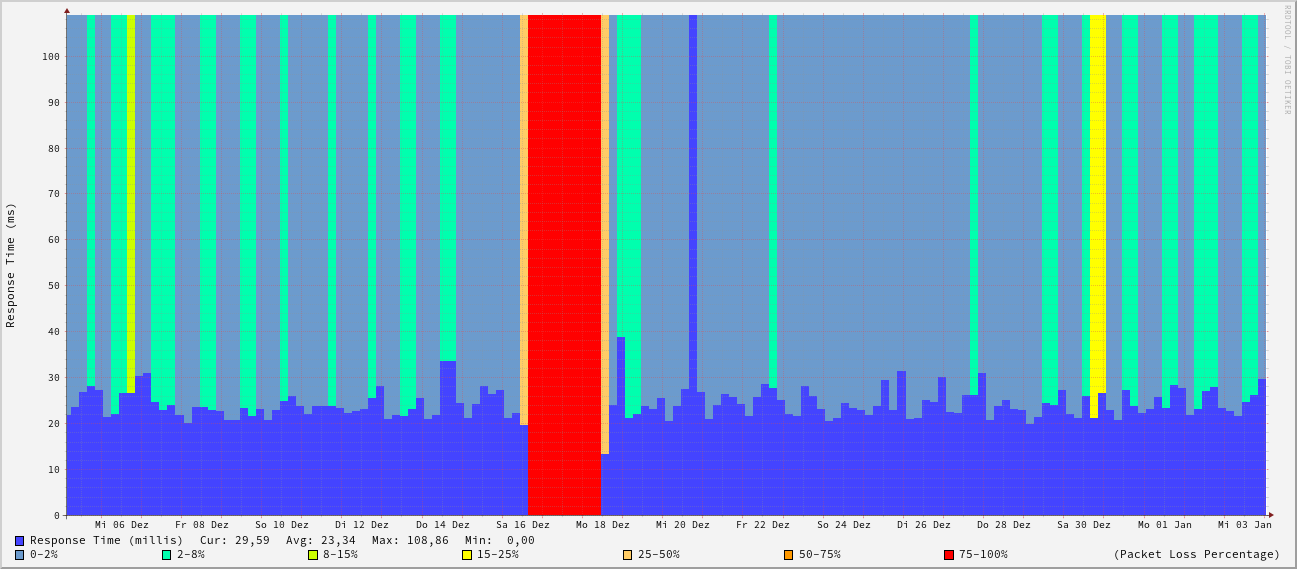 RRDTOOL / TOBI OETIKER
Response Time (ms)
100
90
80
70
60
50
40
30
20
10
0
Mi 06 Dez Fr 08 Dez So 10 Dez Di 12 Dez Do 14 Dez Sa 16 Dez Mo 18 Dez Mi 20 Dez Fr 22 Dez So 24 Dez Di 26 Dez Do 28 Dez Sa 30 Dez Mo 01 Jan Mi 03 Jan
Response Time (millis) Cur: 29,59 Avg: 23,34 Max: 108,86 Min: 0,00
0-2% 2-8% 8-15% 15-25% 25-50% 50-75% 75-100% (Packet Loss Percentage)